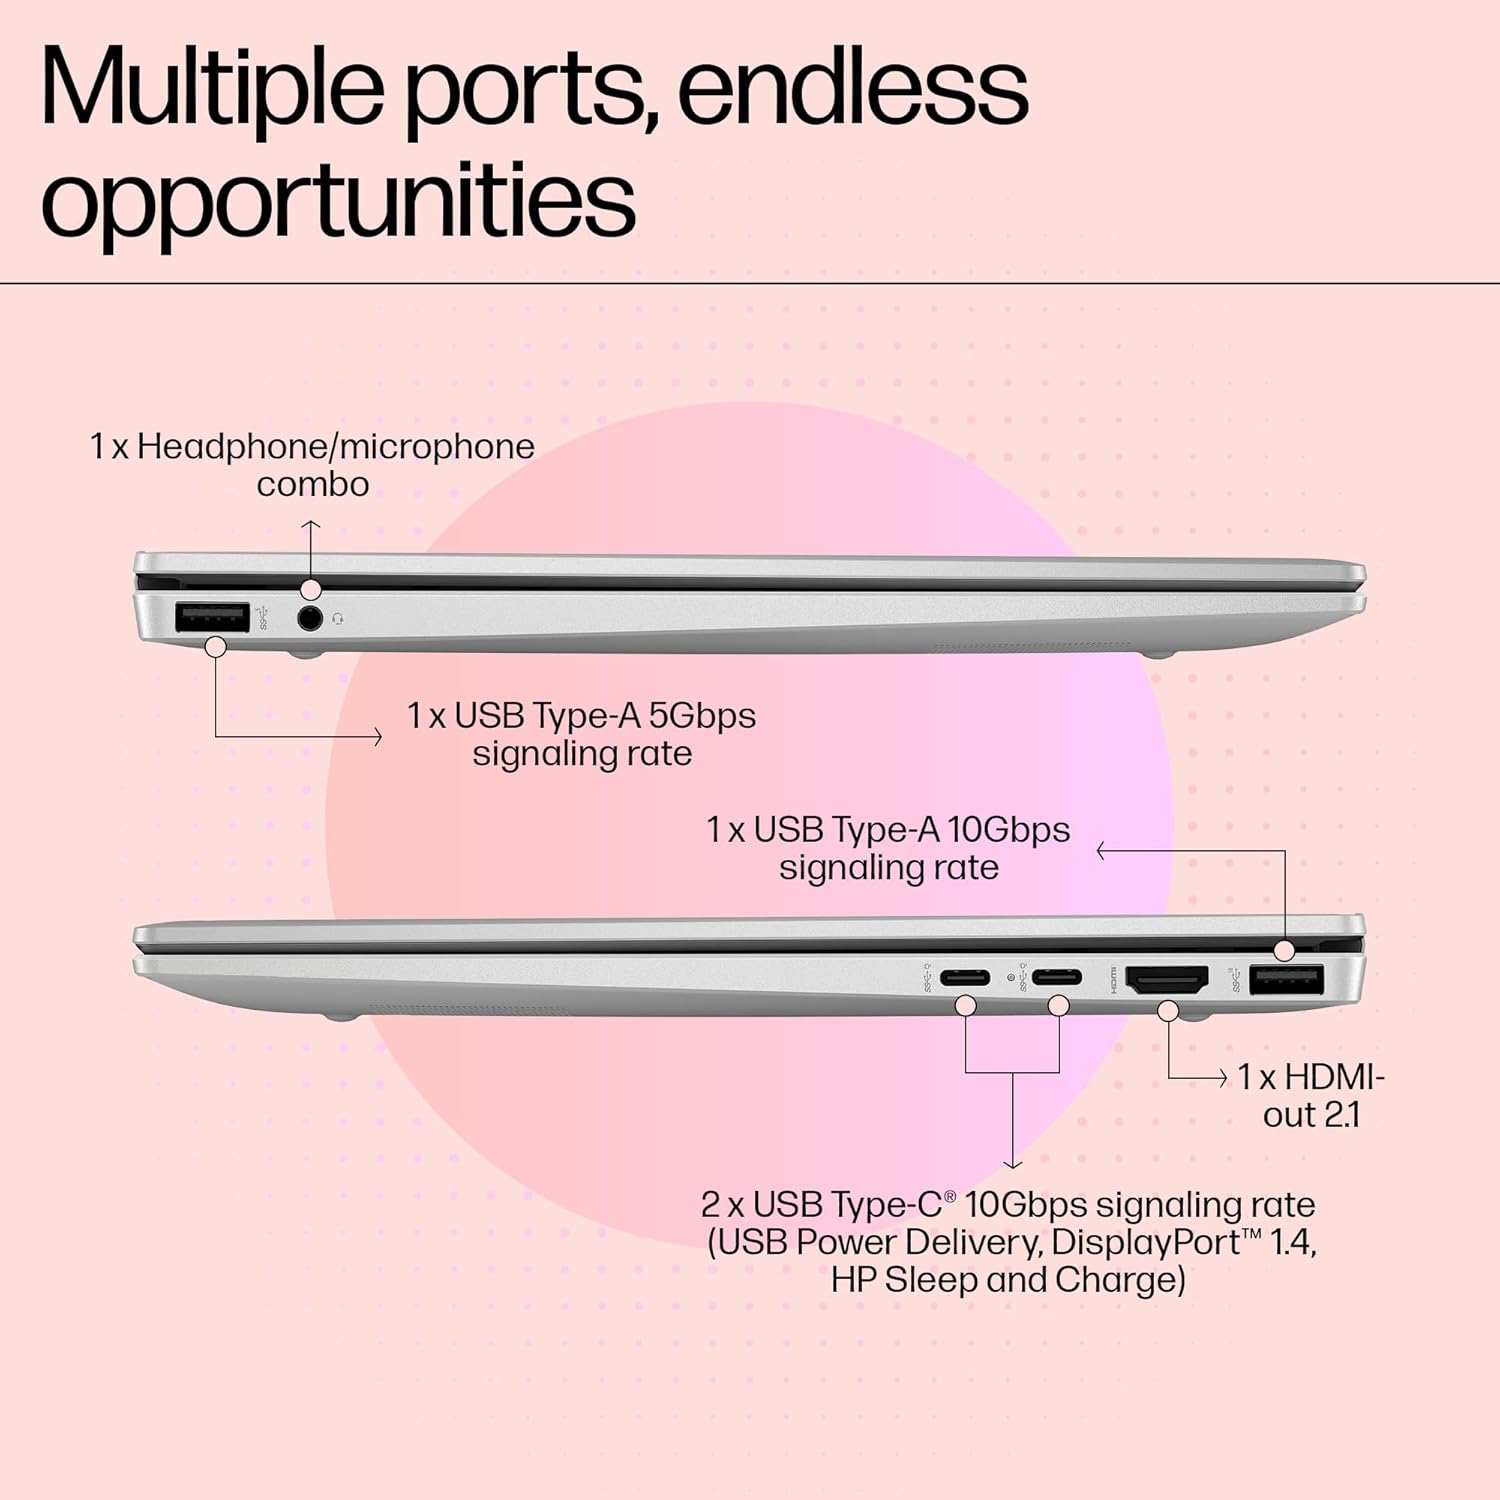 Multiple ports, endless
opportunities
1 x Headphone/microphone
combo
1 x USB Type-A 5Gbps
signaling rate
1 x USB Type-A 10Gbps
signaling rate
HDMI
1 x HDMI-
out 2.1
2 x USB Type-C® 10Gbps signaling rate
(USB Power Delivery, DisplayPort™ 1.4,
HP Sleep and Charge)